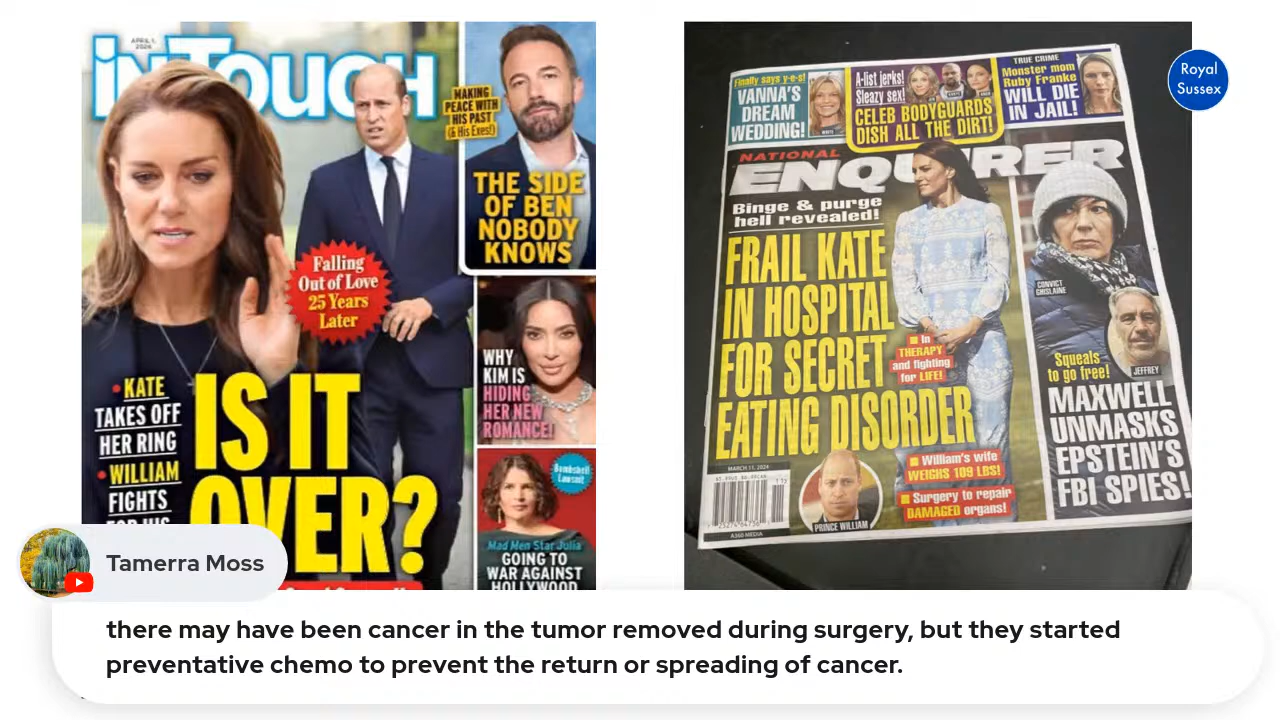 APRIL 1,
2024
INTOUCH
MAKING
PEACE WITH
HIS PAST
(& His Exes!)
THE SIDE
OF BEN
NOBODY
KNOWS
Falling
Out of Love
25 Years
Later
• KATE
TAKES OFF
HER RING
• WILLIAM
FIGHTS
FOR HIS
IS IT
OVER?
WHY
KIM IS
HIDING
HER NEW
ROMANCE!
Bombshell
Lawsuit
Mad Men Star Julia
GOING TO
WAR AGAINST
HOLLYWOOD
Finally says y-e-s!
VANNA'S
DREAM
WEDDING!
WHITE
A-list jerks!
Sleazy sex!
CELEB BODYGUARDS
DISH ALL THE DIRT!
TRUE CRIME
Monster mom
Ruby Franke
WILL DIE
IN JAIL!
Royal
Sussex
NATIONAL
ENQUIRER
Binge & purge
hell revealed!
FRAIL KATE
IN HOSPITAL
FOR SECRET
EATING DISORDER
In
THERAPY
and fighting
for LIFE!
William's wife
WEIGHS 109 LBS!
Surgery to repair
DAMAGED organs!
MARCH 11, 2024
A360 MEDIA
PRINCE WILLIAM
CONVICT
GHISLAINE
JEFFREY
Squeals
to go free!
MAXWELL
UNMASKS
EPSTEIN'S
FBI SPIES!
Tamerra Moss
there may have been cancer in the tumor removed during surgery, but they started
preventative chemo to prevent the return or spreading of cancer.